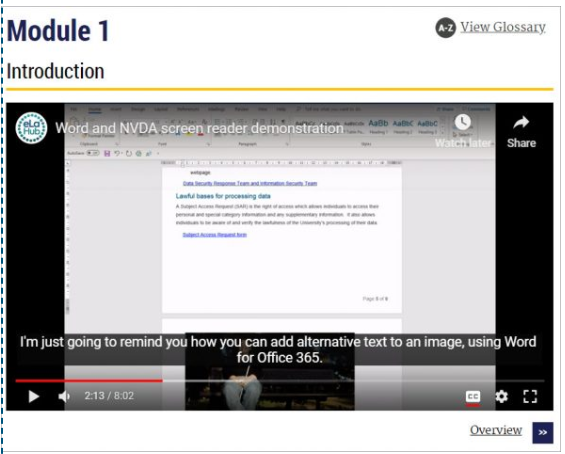 Module 1
A-Z View Glossary
Introduction
eLa Hub
Word and NVDA screen reader demonstration.
Watch later
Share
webpage
Data Security Response Team and Information Security Team
Lawful bases for processing data
A Subject Access Request (SAR) is the right of access which allows individuals to access their
personal and special category information and any supplementary information. It also allows
individuals to be aware of and verify the lawfulness of the University's processing of their data.
Subject Access Request form
Page 5 of 6
I'm just going to remind you how you can add alternative text to an image, using Word
for Office 365.
2:13 / 8:02
CC
Overview »